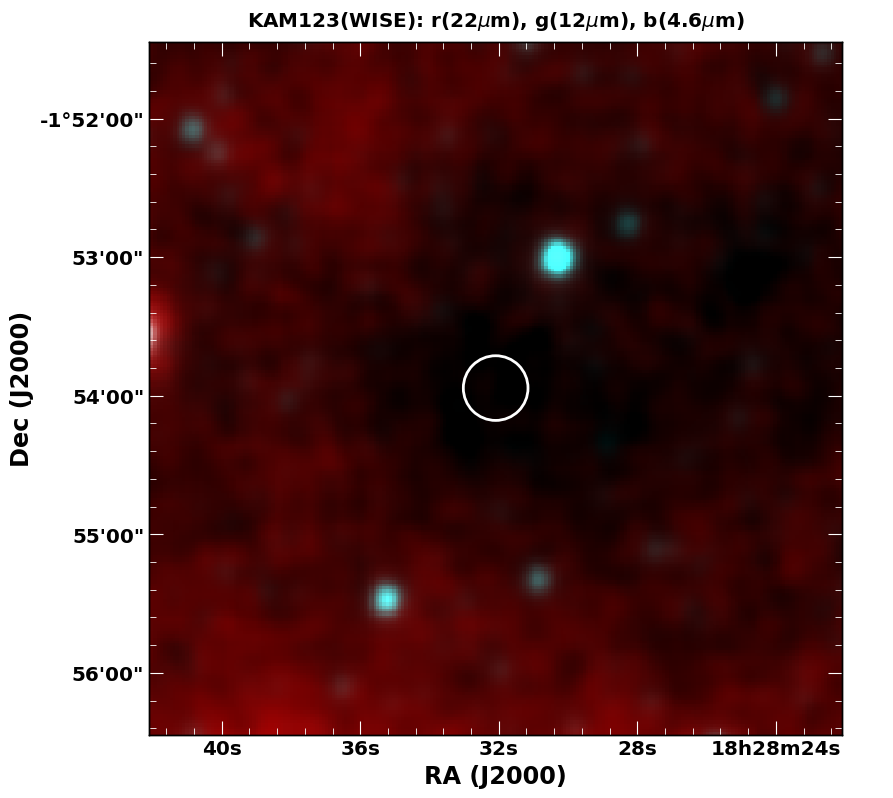 KAM123(WISE): r(22μm), g(12μm), b(4.6μm)
-1°52'00"
53'00"
54'00"
55'00"
56'00"
Dec (J2000)
40s 36s 32s 28s 18h28m24s
RA (J2000)